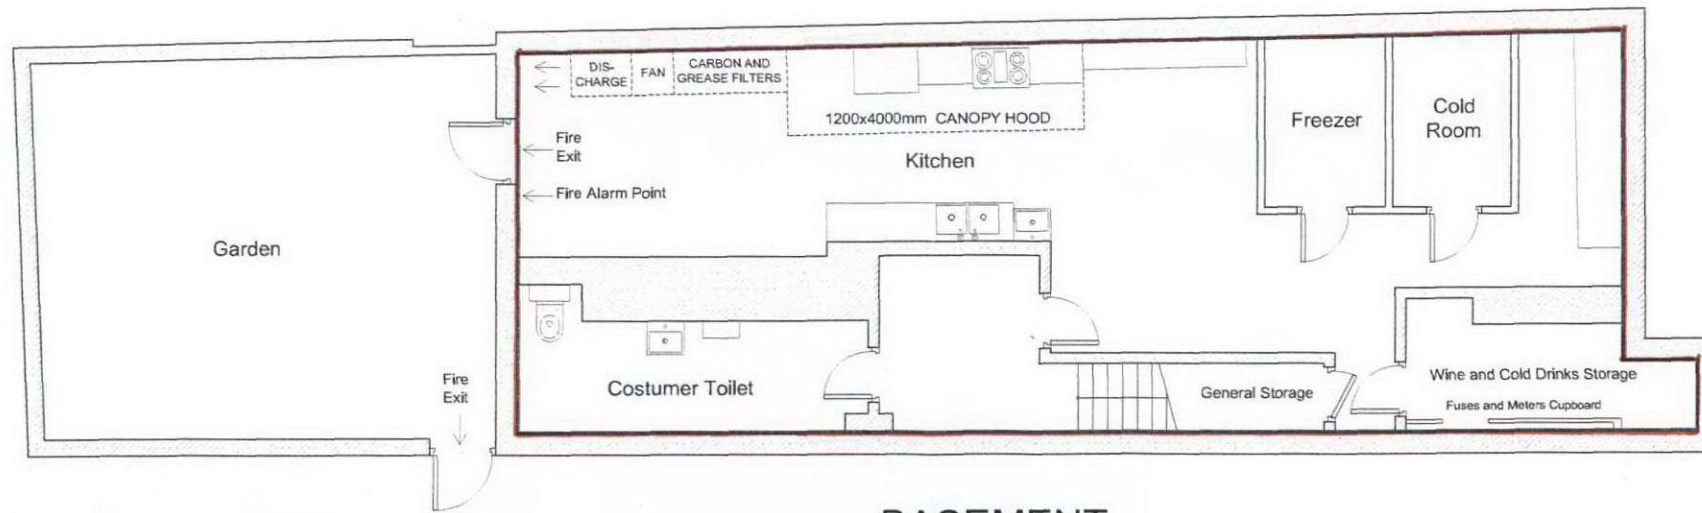 DIS-
CHARGE
FAN
CARBON AND
GREASE FILTERS
1200x4000mm CANOPY HOOD
Fire
Exit
Kitchen
Fire Alarm Point
Freezer
Cold
Room
Garden
Fire
Exit
Costumer Toilet
General Storage
Wine and Cold Drinks Storage
Fuses and Meters Cupboard
BASEMENT